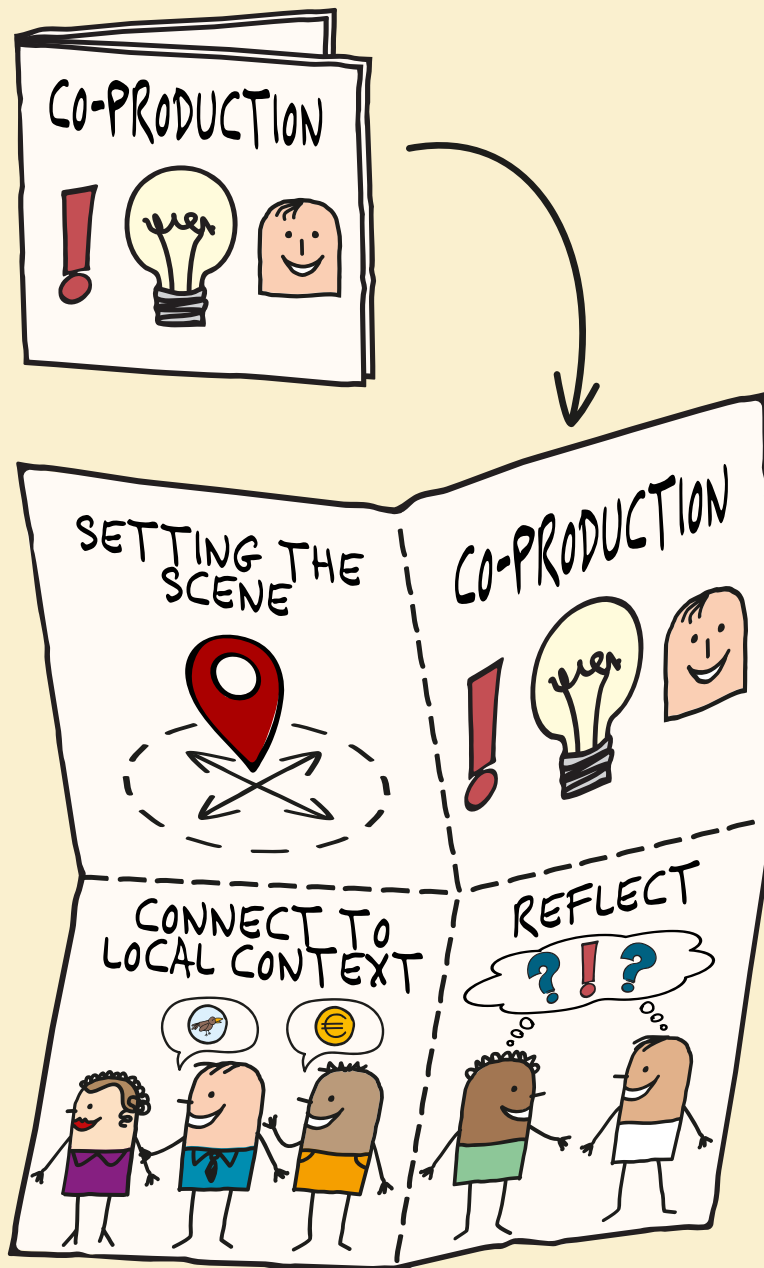 CO-PRODUCTION
!
SETTING THE
SCENE
CO-PRODUCTION
!
CONNECT TO
LOCAL CONTEXT
€
REFLECT
? ! ?